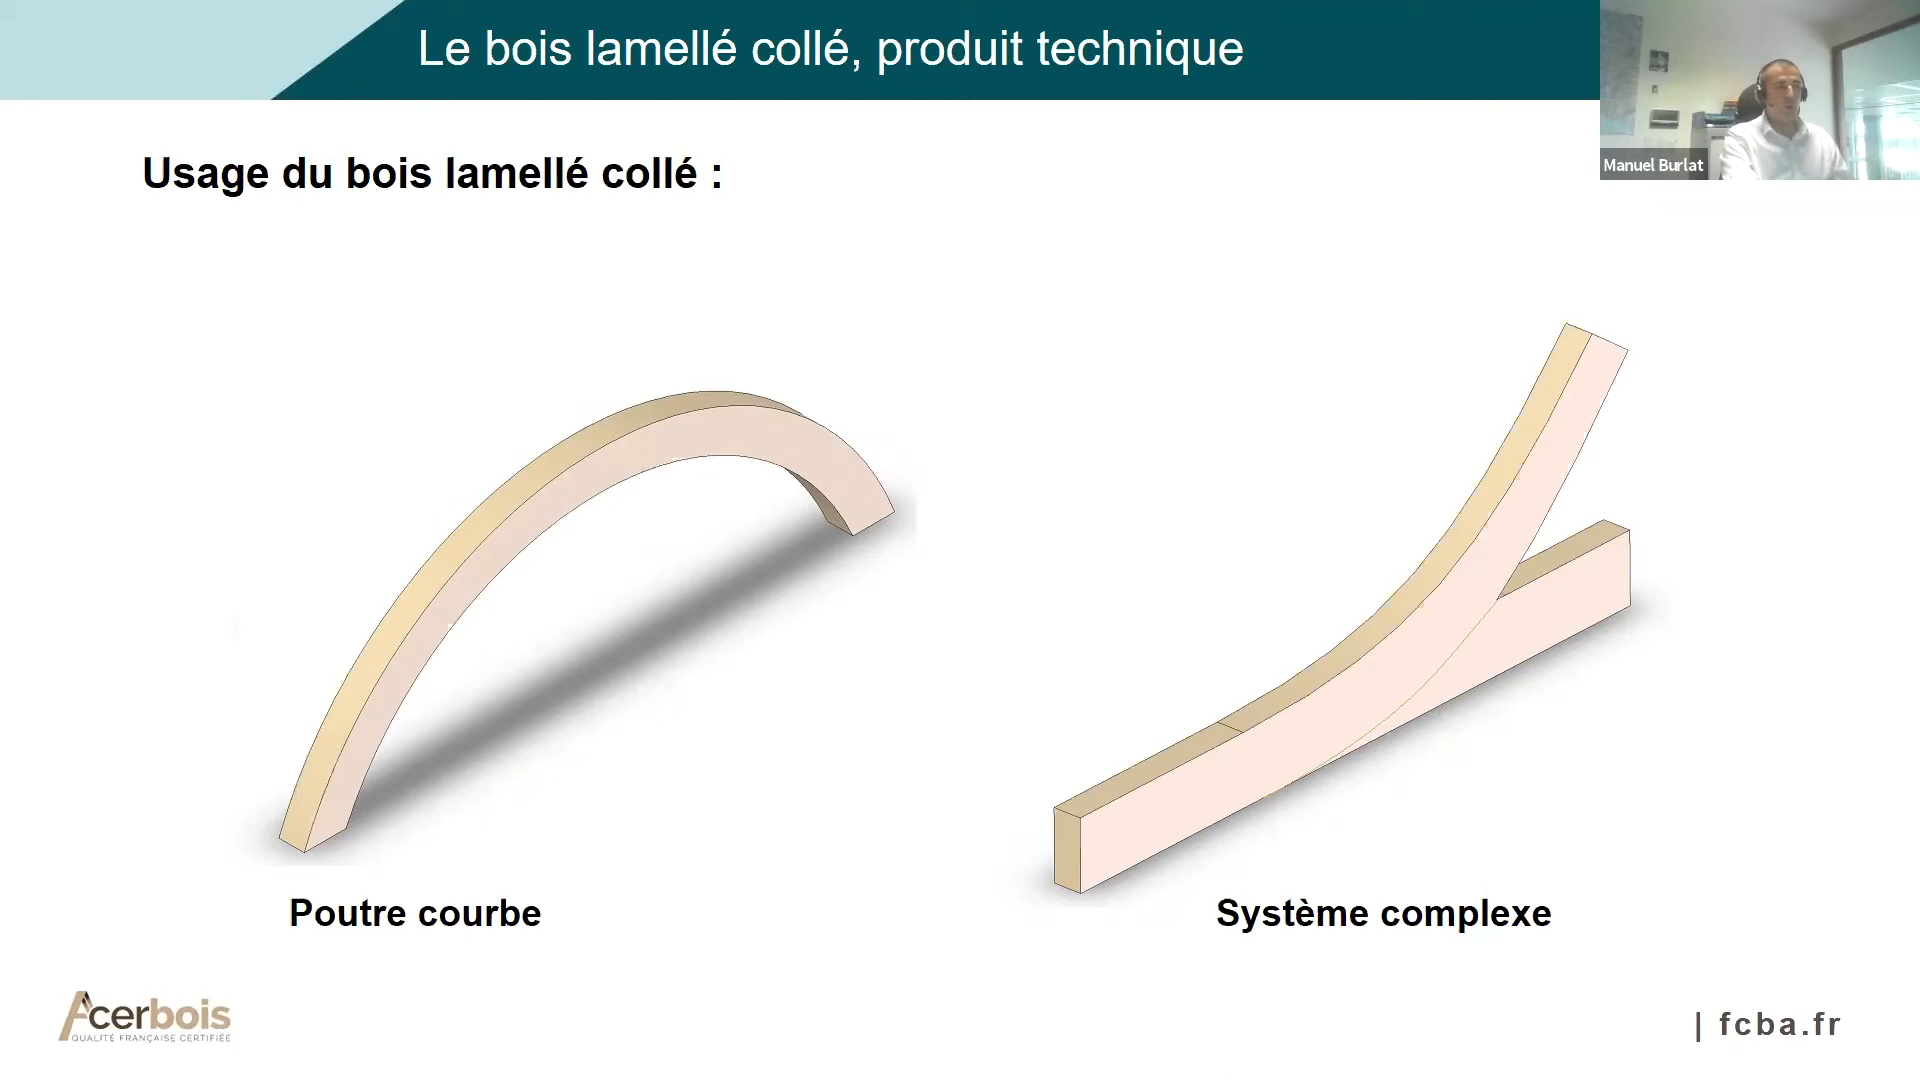 Le bois lamellé collé, produit technique
Manuel Burlat
Usage du bois lamellé collé :
Poutre courbe
Système complexe
Acerbois
QUALITÉ FRANÇAISE CERTIFIÉE
| fcba.fr